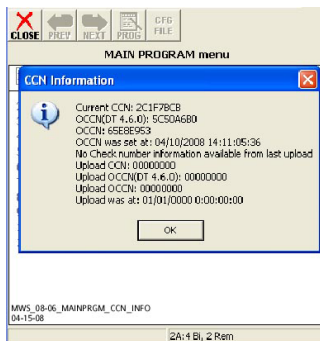 CLOSE PREV NEXT PROG CFG FILE
MAIN PROGRAM menu
CCN Information
Current CCN: 2C1F7BCB
OCCN(DT 4.6.0): 5C50A6B0
OCCN: 65E8E953
OCCN was set at: 04/10/2008 14:11:05:36
No Check number information available from last upload
Upload CCN: 00000000
Upload OCCN(DT 4.6.0): 00000000
Upload OCCN: 00000000
Upload was at: 01/01/0000 0:00:00:00
OK
MWS_08-06_MAINPRGM_CCN_INFO
04-15-08
2A:4 Bi, 2 Rem